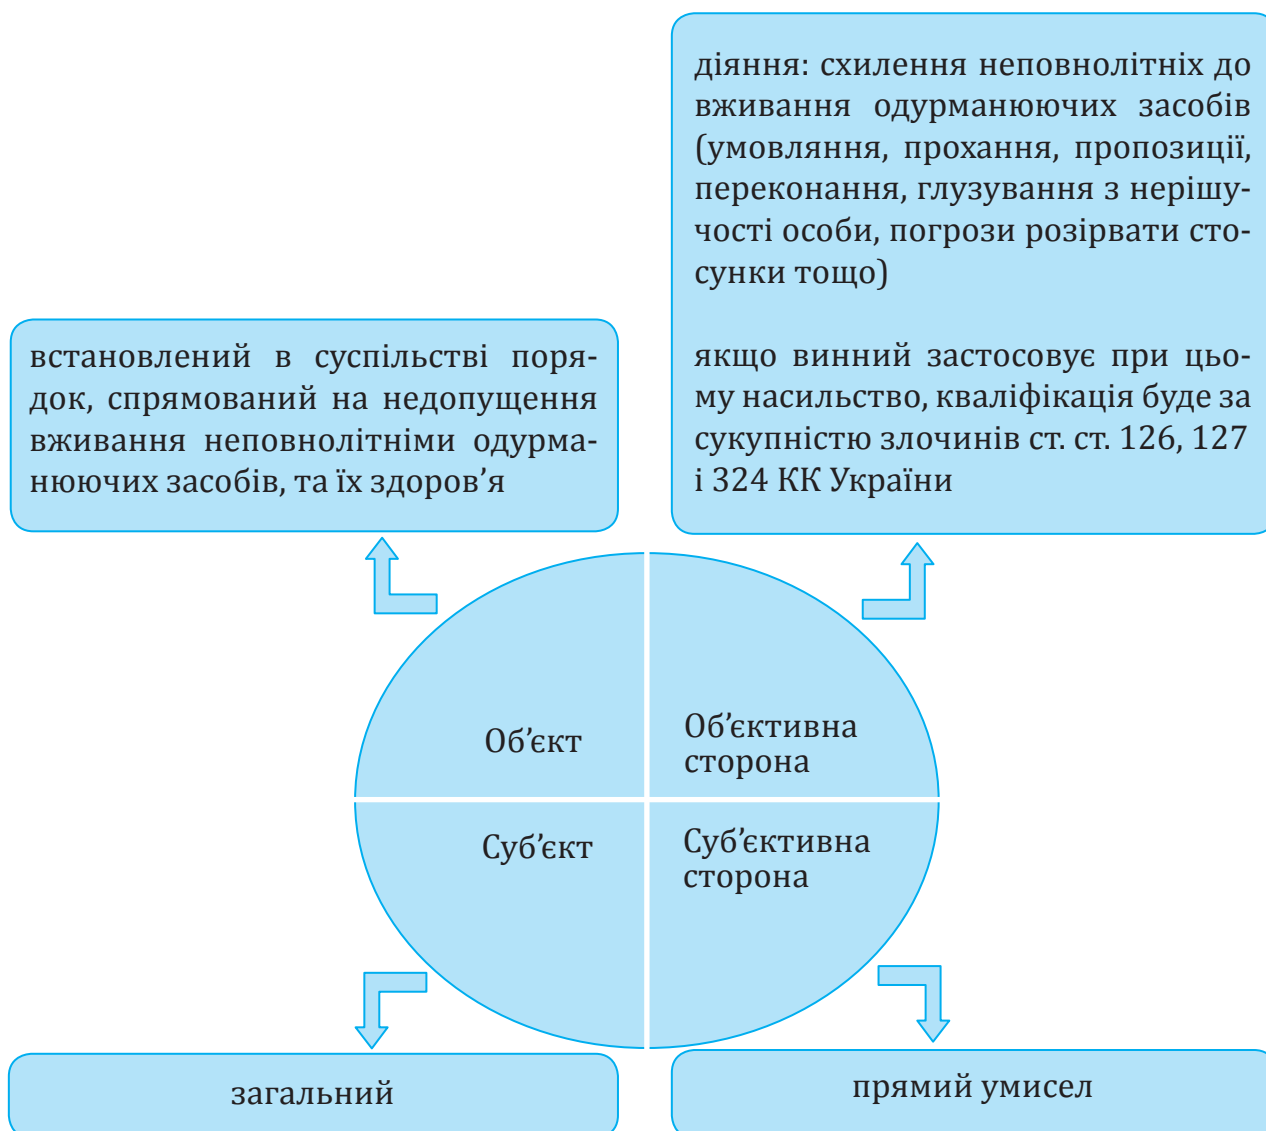 діяння: схилення неповнолітніх до
вживання одурманюючих засобів
(умовляння, прохання, пропозиції,
переконання, глузування з нерішу-
чості особи, погрози розірвати сто-
сунки тощо)
якщо винний застосовує при цьо-
му насильство, кваліфікація буде за
сукупністю злочинів ст. ст. 126, 127
і 324 КК України
встановлений в суспільстві поря-
док, спрямований на недопущення
вживання неповнолітніми одурма-
нюючих засобів, та їх здоров’я
Об’єкт
Об’єктивна
сторона
Суб’єкт
Суб’єктивна
сторона
загальний
прямий умисел